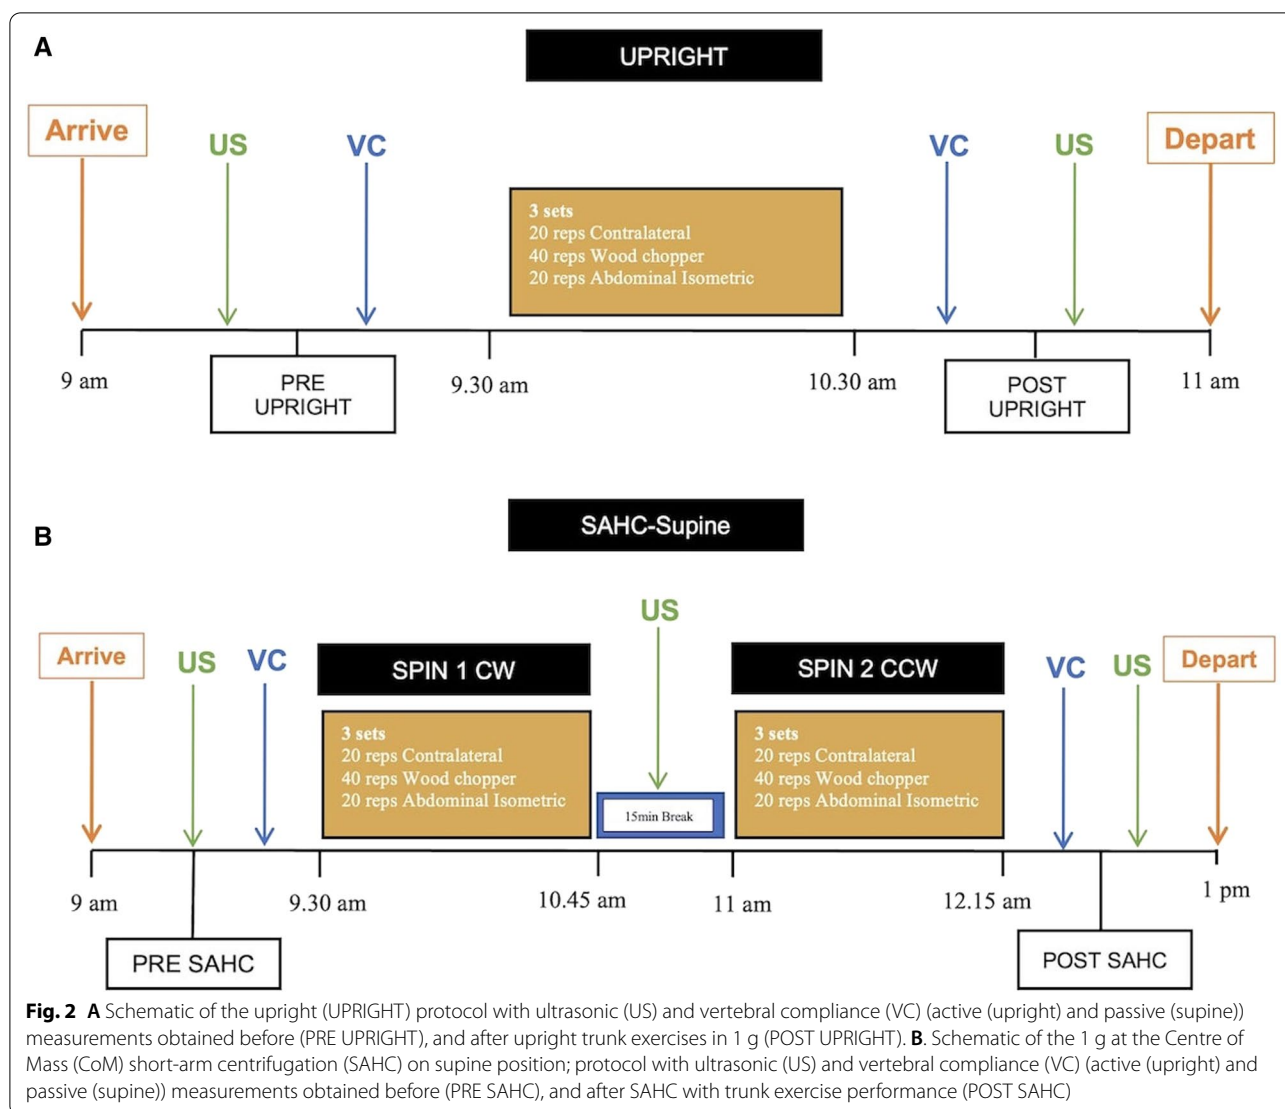 A
UPRIGHT
Arrive
US
VC
VC
US
Depart
3 sets
20 reps Contralateral
40 reps Wood chopper
20 reps Abdominal Isometric
9 am
9.30 am
10.30 am
11 am
PRE
UPRIGHT
POST
UPRIGHT
B
SAHC-Supine
US
Arrive
US
VC
SPIN 1 CW
SPIN 2 CCW
VC
US
Depart
3 sets
20 reps Contralateral
40 reps Wood chopper
20 reps Abdominal Isometric
15min Break
3 sets
20 reps Contralateral
40 reps Wood chopper
20 reps Abdominal Isometric
9 am
9.30 am
10.45 am
11 am
12.15 am
1 pm
PRE SAHC
POST SAHC
Fig. 2 A Schematic of the upright (UPRIGHT) protocol with ultrasonic (US) and vertebral compliance (VC) (active (upright) and passive (supine))
measurements obtained before (PRE UPRIGHT), and after upright trunk exercises in 1 g (POST UPRIGHT). B. Schematic of the 1 g at the Centre of
Mass (CoM) short-arm centrifugation (SAHC) on supine position; protocol with ultrasonic (US) and vertebral compliance (VC) (active (upright) and
passive (supine)) measurements obtained before (PRE SAHC), and after SAHC with trunk exercise performance (POST SAHC)